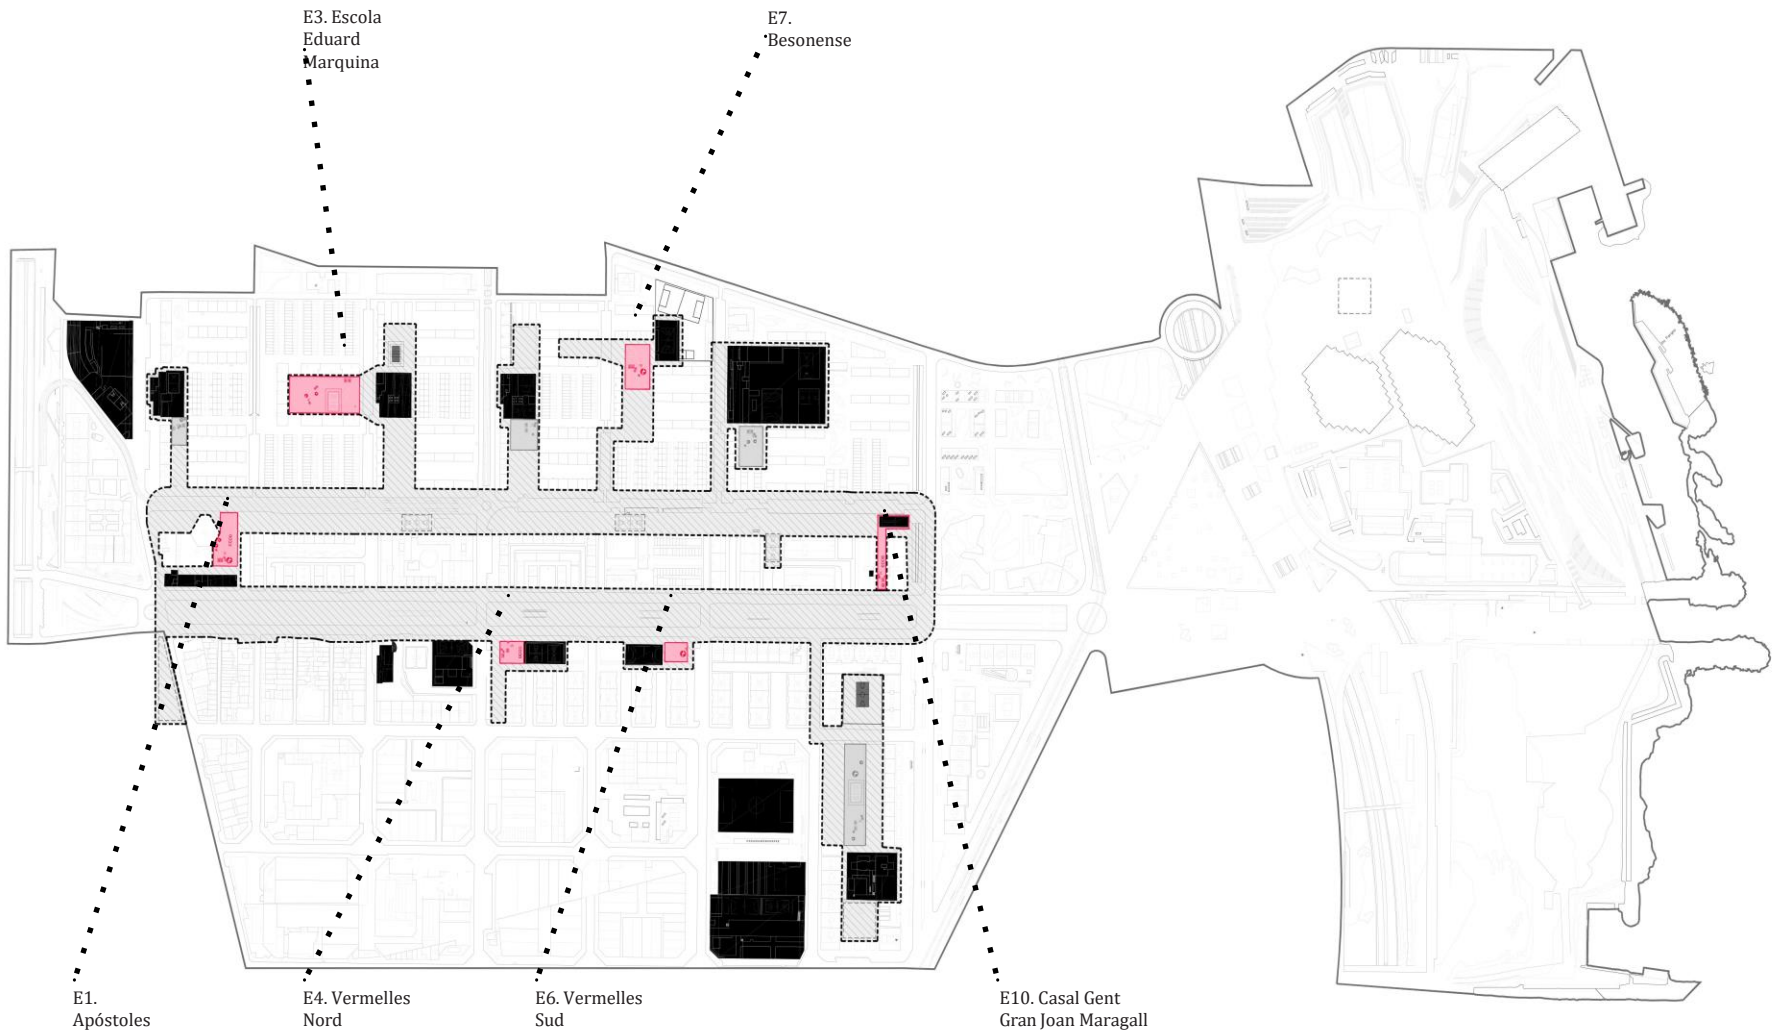 E3. Escola
Eduard
Marquina
E7.
Besonense
E1.
Apóstoles
E4. Vermelles
Nord
E6. Vermelles
Sud
E10. Casal Gent
Gran Joan Maragall